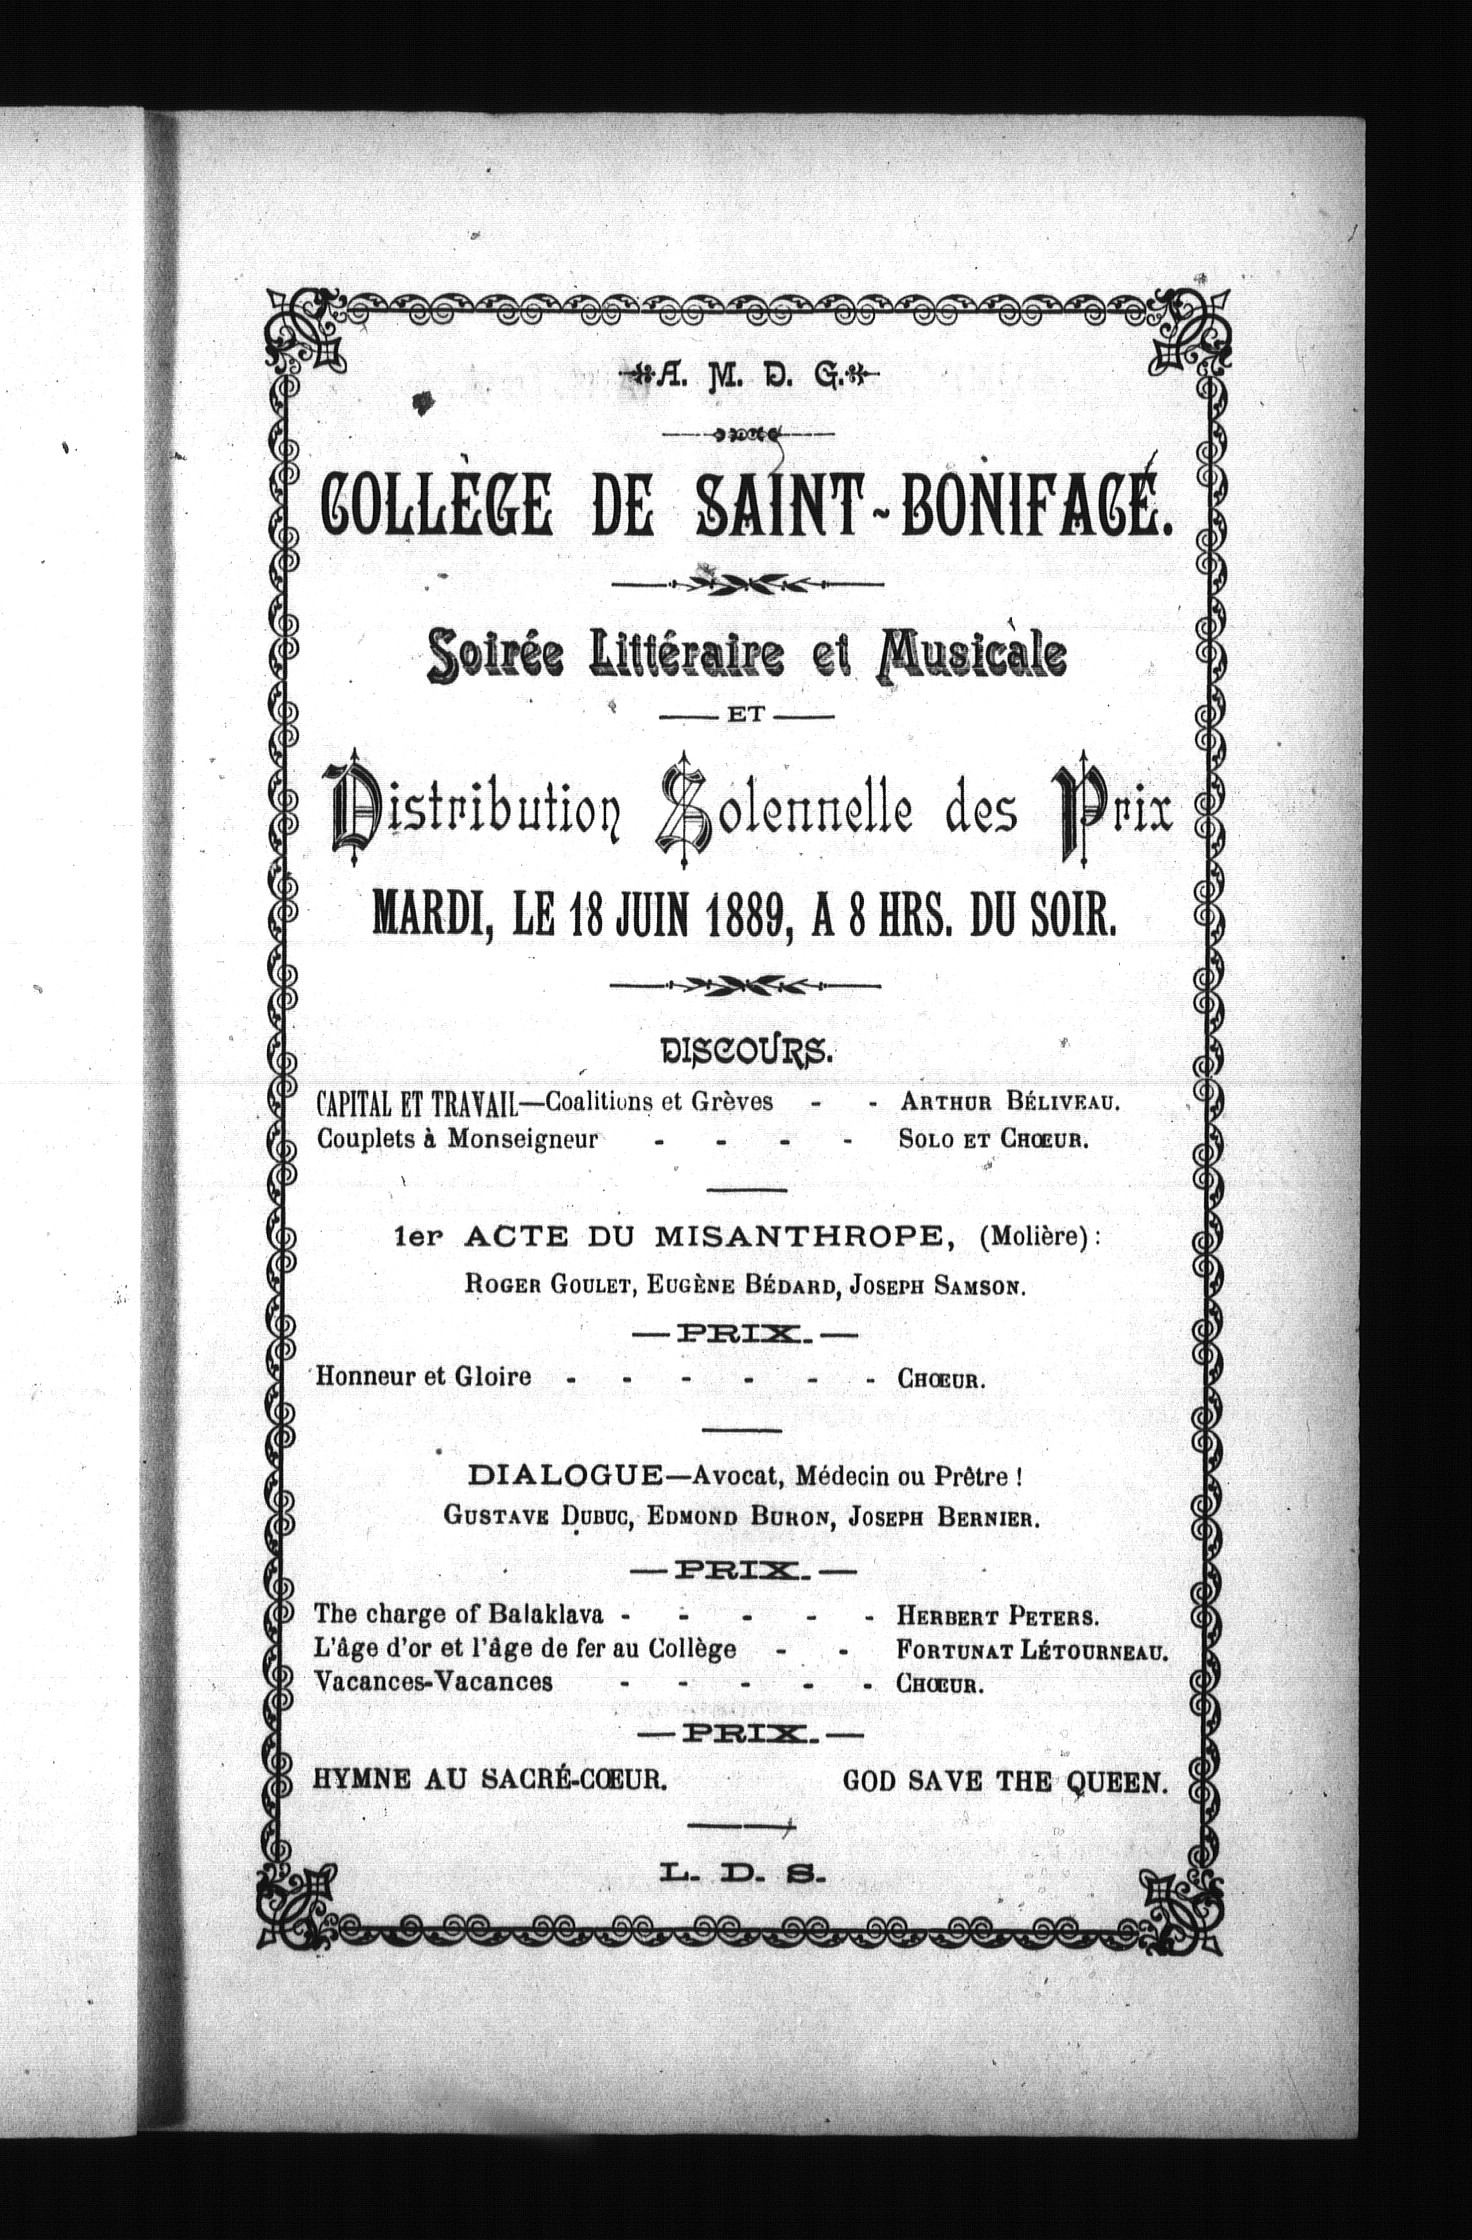 A. M. D. G.
COLLÈGE DE SAINT-BONIFACE.
Soirée Littéraire et Musicale
ET
Distribution Solennelle des Prix
MARDI, LE 18 JUIN 1889, A 8 HRS. DU SOIR.
DISCOURS.
CAPITAL ET TRAVAIL—Coalitions et Grèves - - ARTHUR BÉLIVEAU.
Couplets à Monseigneur - - - - SOLO ET CHŒUR.
1er ACTE DU MISANTHROPE, (Molière):
ROGER GOULET, EUGÈNE BÉDARD, JOSEPH SAMSON.
—PRIX.—
Honneur et Gloire - - - - - - CHŒUR.
DIALOGUE—Avocat, Médecin ou Prêtre !
GUSTAVE DUBUC, EDMOND BURON, JOSEPH BERNIER.
—PRIX.—
The charge of Balaklava - - - - - HERBERT PETERS.
L'âge d'or et l'âge de fer au Collège - - FORTUNAT LÉTOURNEAU.
Vacances-Vacances - - - - - CHŒUR.
—PRIX.—
HYMNE AU SACRÉ-CŒUR. GOD SAVE THE QUEEN.
L. D. S.